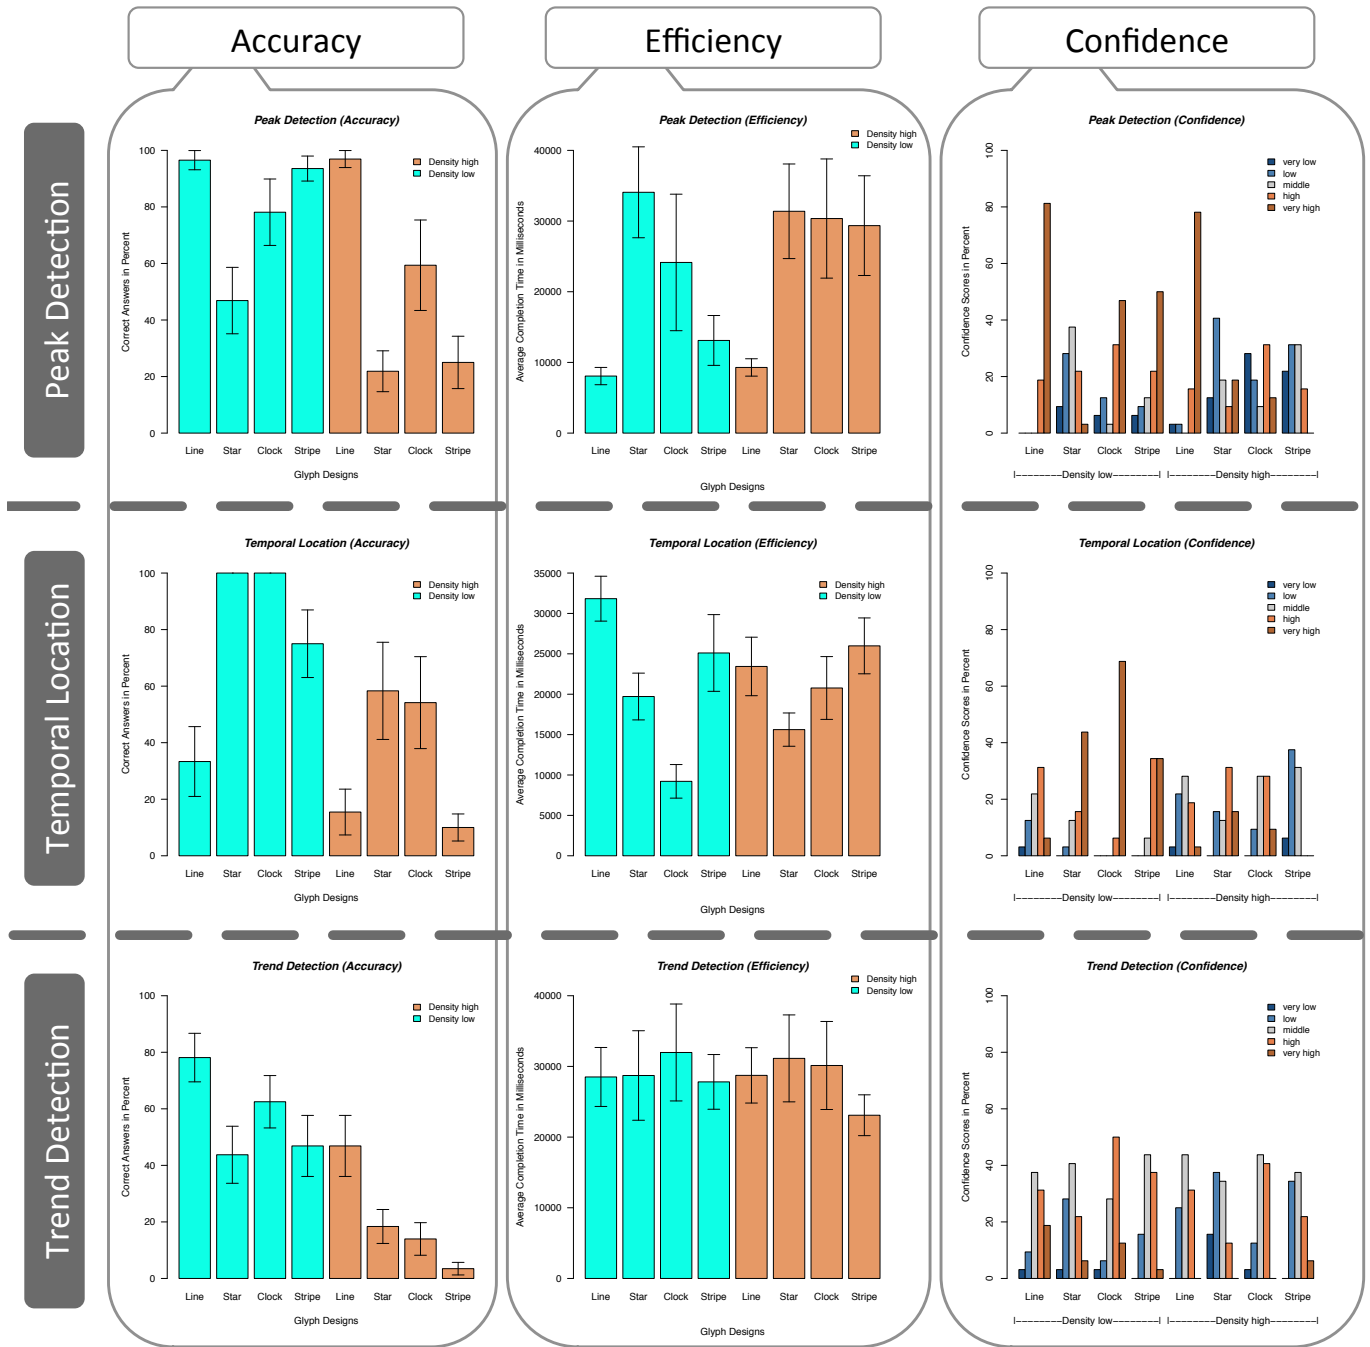 Accuracy
Efficiency
Confidence
Peak Detection
Peak Detection (Accuracy)
Correct Answers in Percent
100
80
60
40
20
0
Density high
Density low
Line Star Clock Stripe Line Star Clock Stripe
Glyph Designs
Peak Detection (Efficiency)
Average Completion Time in Milliseconds
40000
30000
20000
10000
0
Density high
Density low
Line Star Clock Stripe Line Star Clock Stripe
Glyph Designs
Peak Detection (Confidence)
Confidence Scores in Percent
100
80
60
40
20
0
very low
low
middle
high
very high
Line Star Clock Stripe Line Star Clock Stripe
|--------Density low--------| |--------Density high--------|
Temporal Location
Temporal Location (Accuracy)
Correct Answers in Percent
100
80
60
40
20
0
Density high
Density low
Line Star Clock Stripe Line Star Clock Stripe
Glyph Designs
Temporal Location (Efficiency)
Average Completion Time in Milliseconds
35000
30000
25000
20000
15000
10000
5000
0
Density high
Density low
Line Star Clock Stripe Line Star Clock Stripe
Glyph Designs
Temporal Location (Confidence)
Confidence Scores in Percent
100
80
60
40
20
0
very low
low
middle
high
very high
Line Star Clock Stripe Line Star Clock Stripe
|--------Density low--------| |--------Density high--------|
Trend Detection
Trend Detection (Accuracy)
Correct Answers in Percent
100
80
60
40
20
0
Density high
Density low
Line Star Clock Stripe Line Star Clock Stripe
Glyph Designs
Trend Detection (Efficiency)
Average Completion Time in Milliseconds
40000
30000
20000
10000
0
Density high
Density low
Line Star Clock Stripe Line Star Clock Stripe
Glyph Designs
Trend Detection (Confidence)
Confidence Scores in Percent
100
80
60
40
20
0
very low
low
middle
high
very high
Line Star Clock Stripe Line Star Clock Stripe
|--------Density low--------| |--------Density high--------|